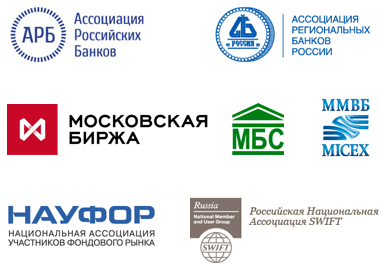 АРБ
Ассоциация
Российских
Банков
"РОССИЯ"
АССОЦИАЦИЯ
РЕГИОНАЛЬНЫХ
БАНКОВ
РОССИИ
МОСКОВСКАЯ
БИРЖА
МБС
ММВБ
MICEX
НАУФОР
НАЦИОНАЛЬНАЯ АССОЦИАЦИЯ
УЧАСТНИКОВ ФОНДОВОГО РЫНКА
Russia
National Member
and User Group
SWIFT
Российская Национальная
Ассоциация SWIFT